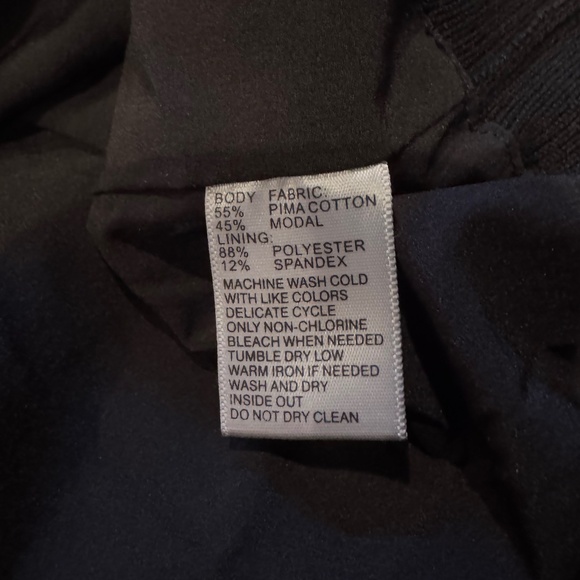 BODY FABRIC:
55% PIMA COTTON
45% MODAL
LINING:
88% POLYESTER
12% SPANDEX
MACHINE WASH COLD
WITH LIKE COLORS
DELICATE CYCLE
ONLY NON-CHLORINE
BLEACH WHEN NEEDED
TUMBLE DRY LOW
WARM IRON IF NEEDED
WASH AND DRY
INSIDE OUT
DO NOT DRY CLEAN